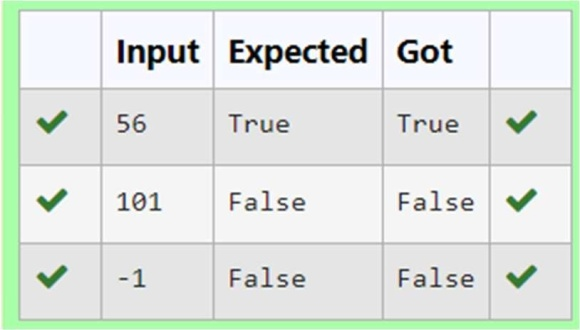 Input Expected Got
56 True True
101 False False
-1 False False